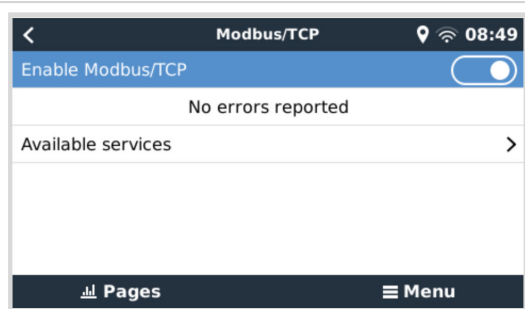 Modbus/TCP 08:49
Enable Modbus/TCP
No errors reported
Available services
Pages Menu